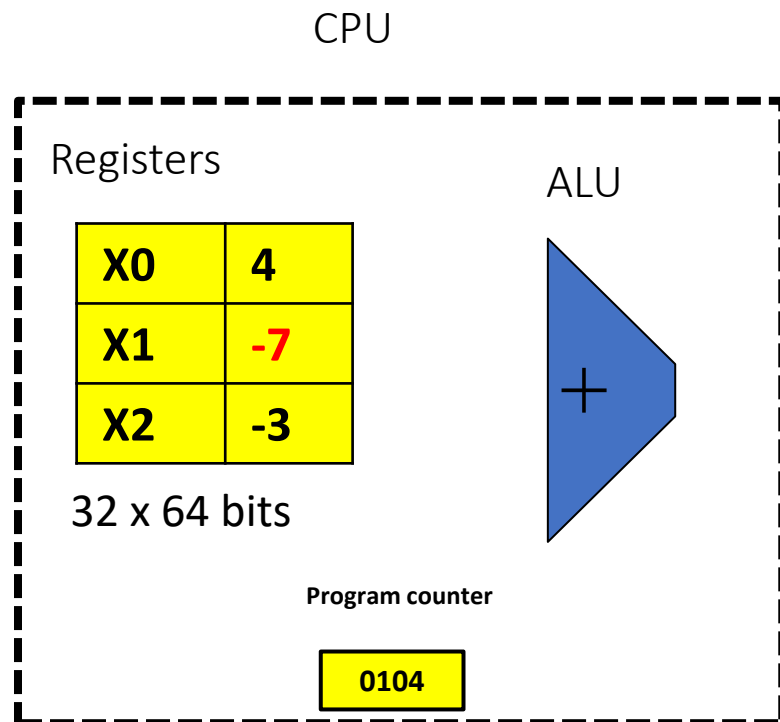 CPU
Registers
ALU
X0 4
X1 -7
X2 -3
+
32 x 64 bits
Program counter
0104